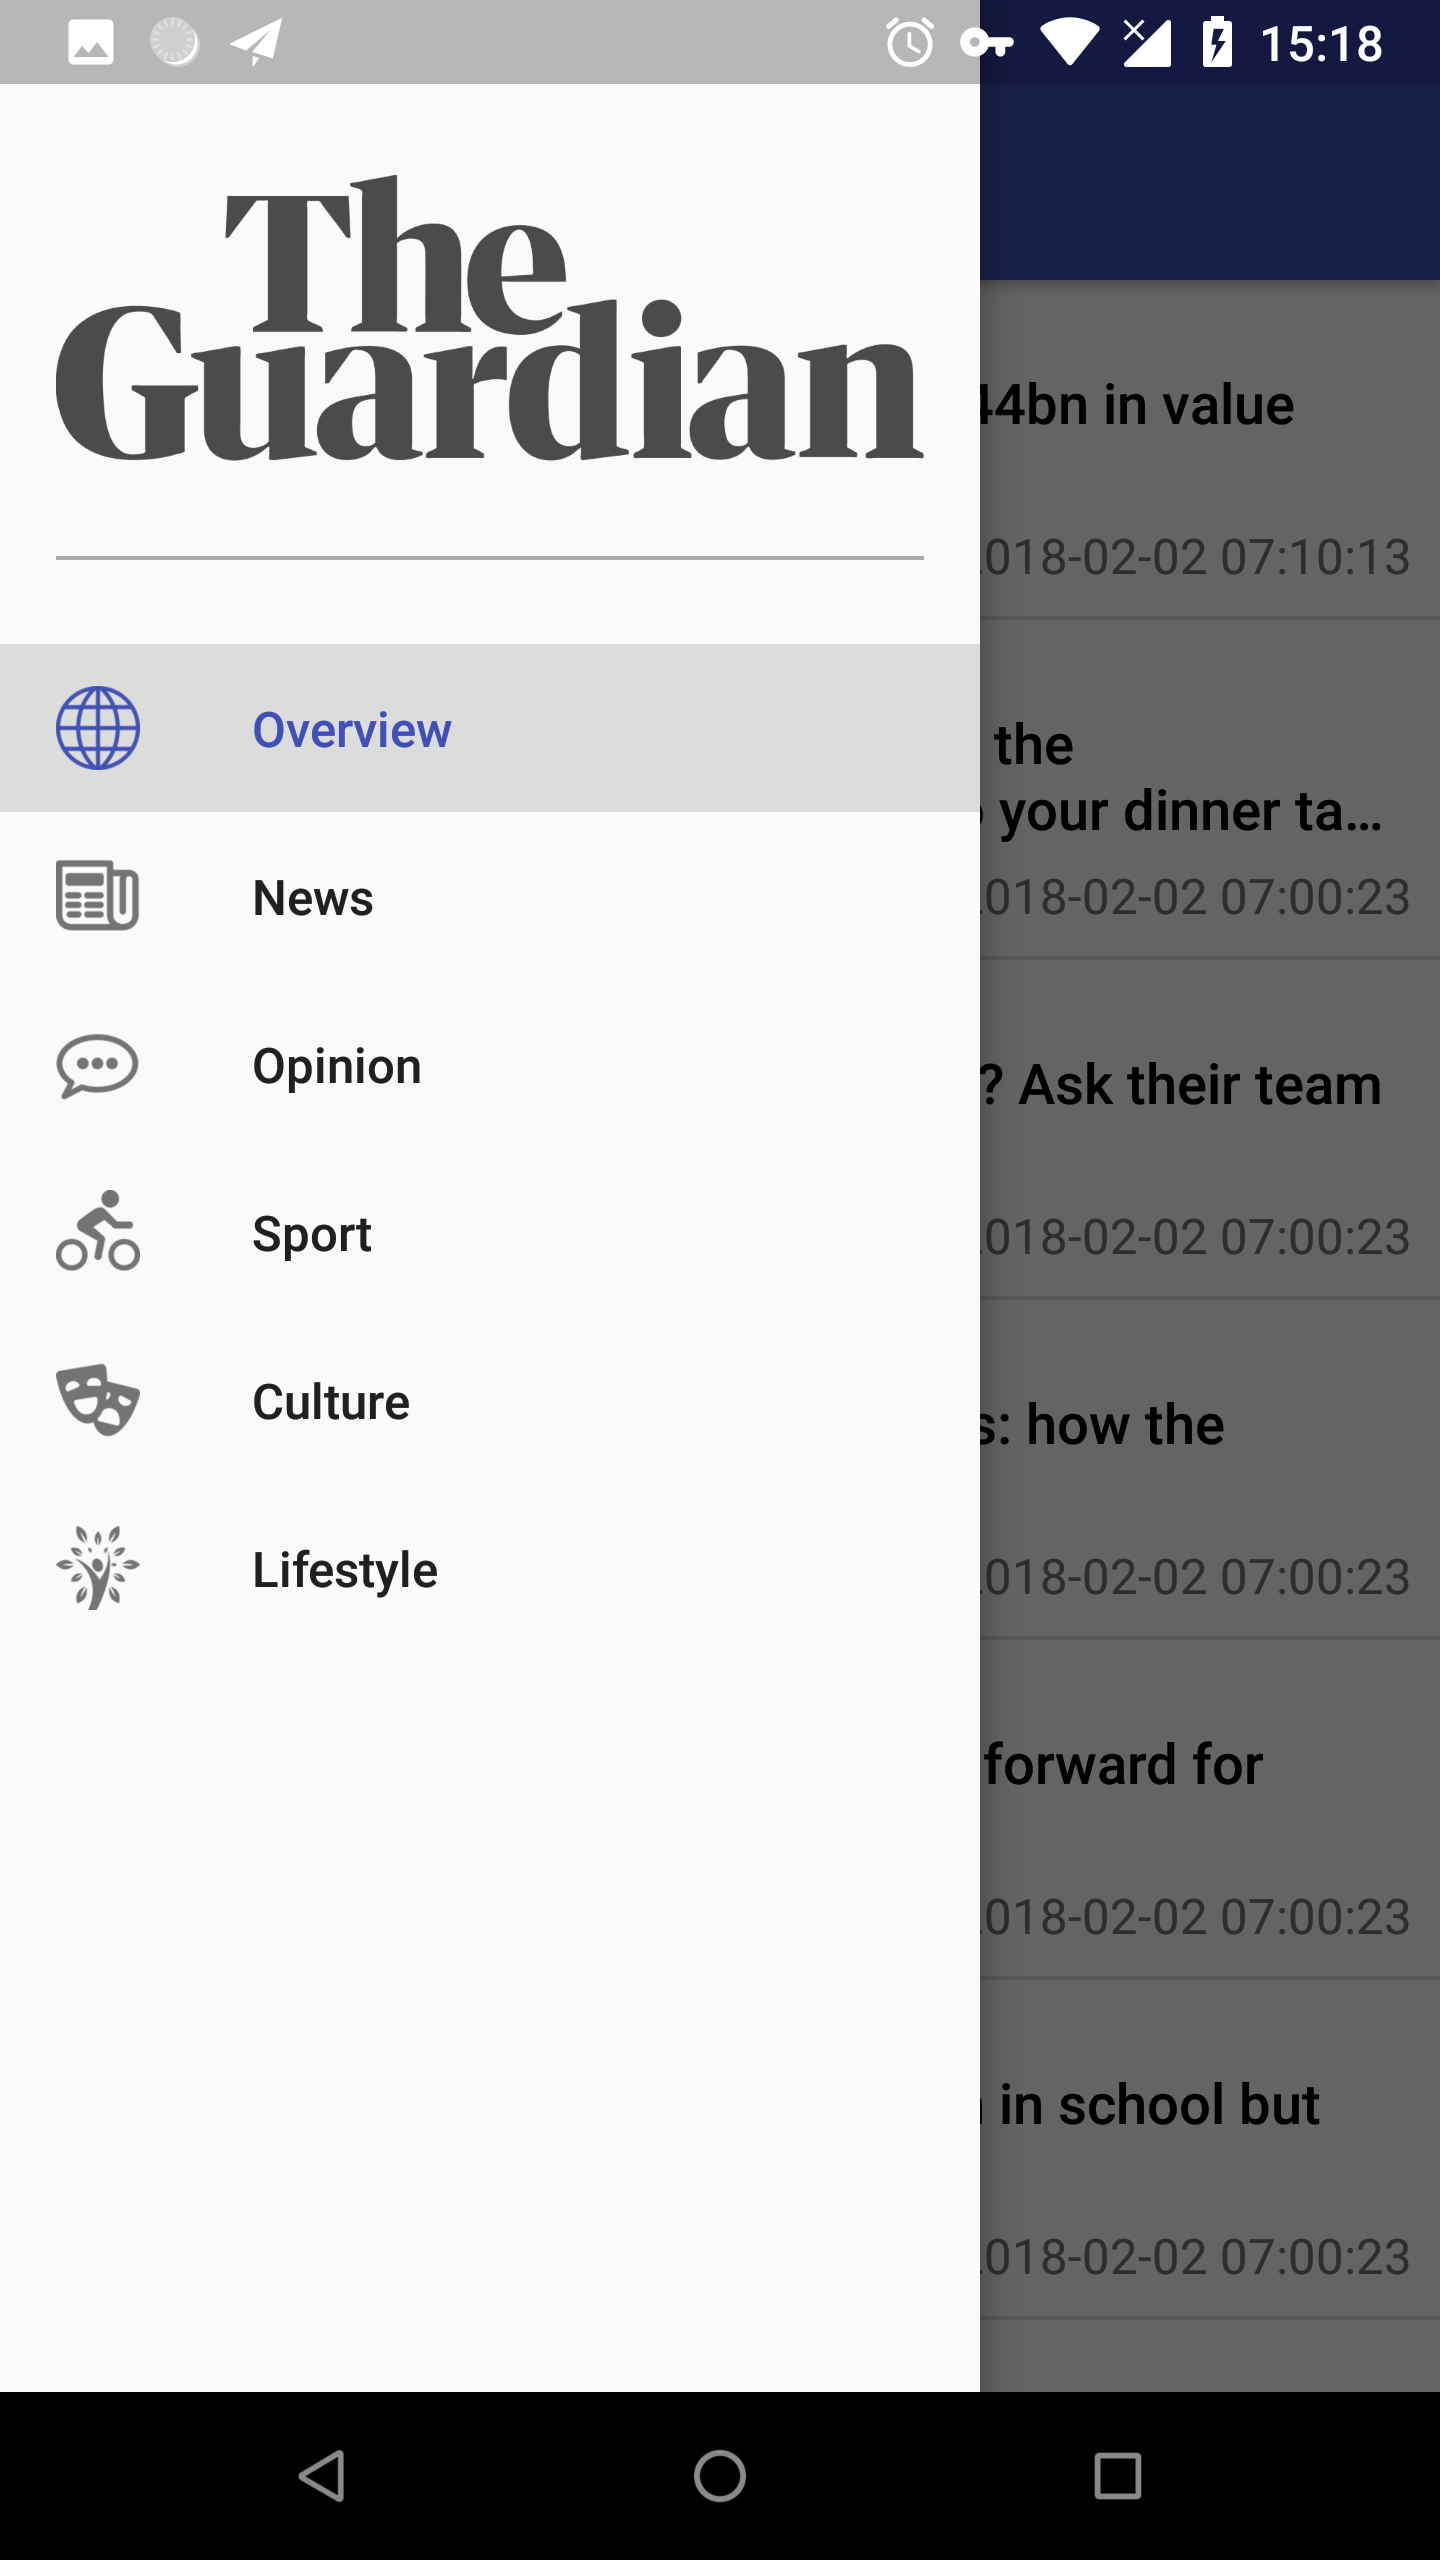 15:18
The
Guardian
Overview
News
Opinion
Sport
Culture
Lifestyle
44bn in value
018-02-02 07:10:13
the
your dinner ta...
018-02-02 07:00:23
? Ask their team
018-02-02 07:00:23
s: how the
018-02-02 07:00:23
forward for
018-02-02 07:00:23
in school but
018-02-02 07:00:23